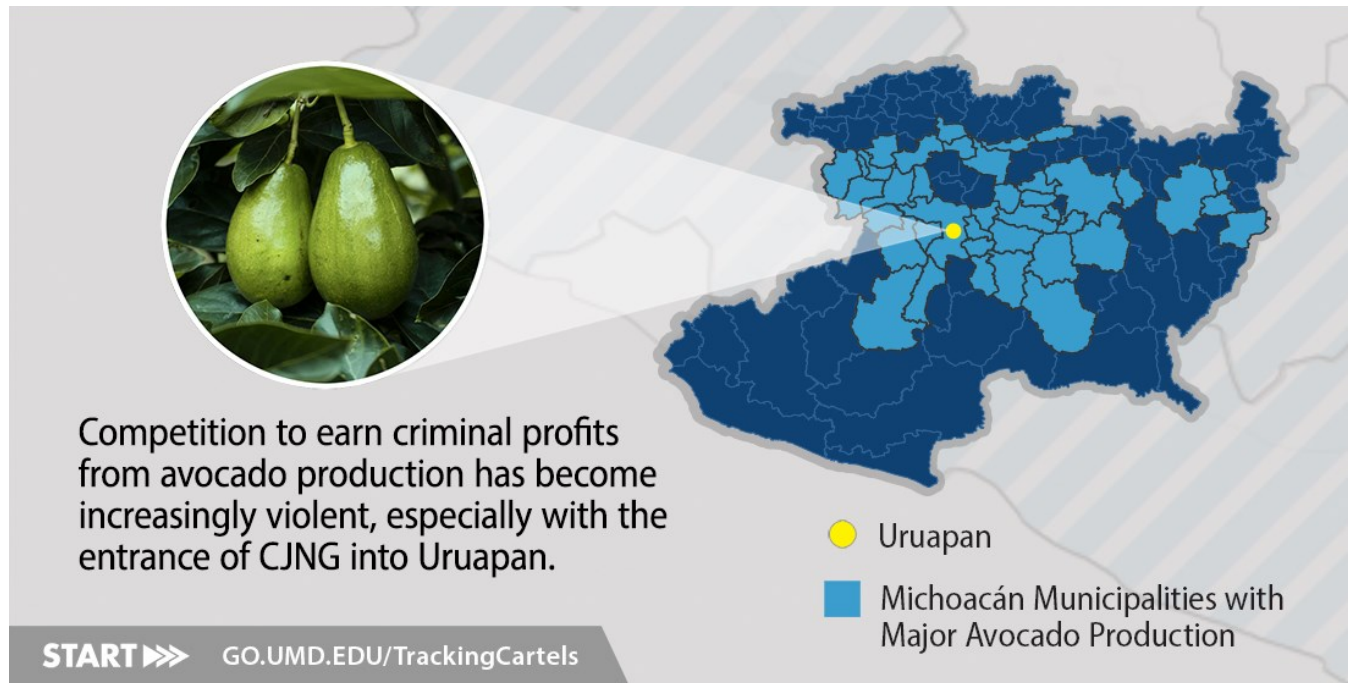 Competition to earn criminal profits
from avocado production has become
increasingly violent, especially with the
entrance of CJNG into Uruapan.
Uruapan
Michoacán Municipalities with
Major Avocado Production
START GO.UMD.EDU/TrackingCartels